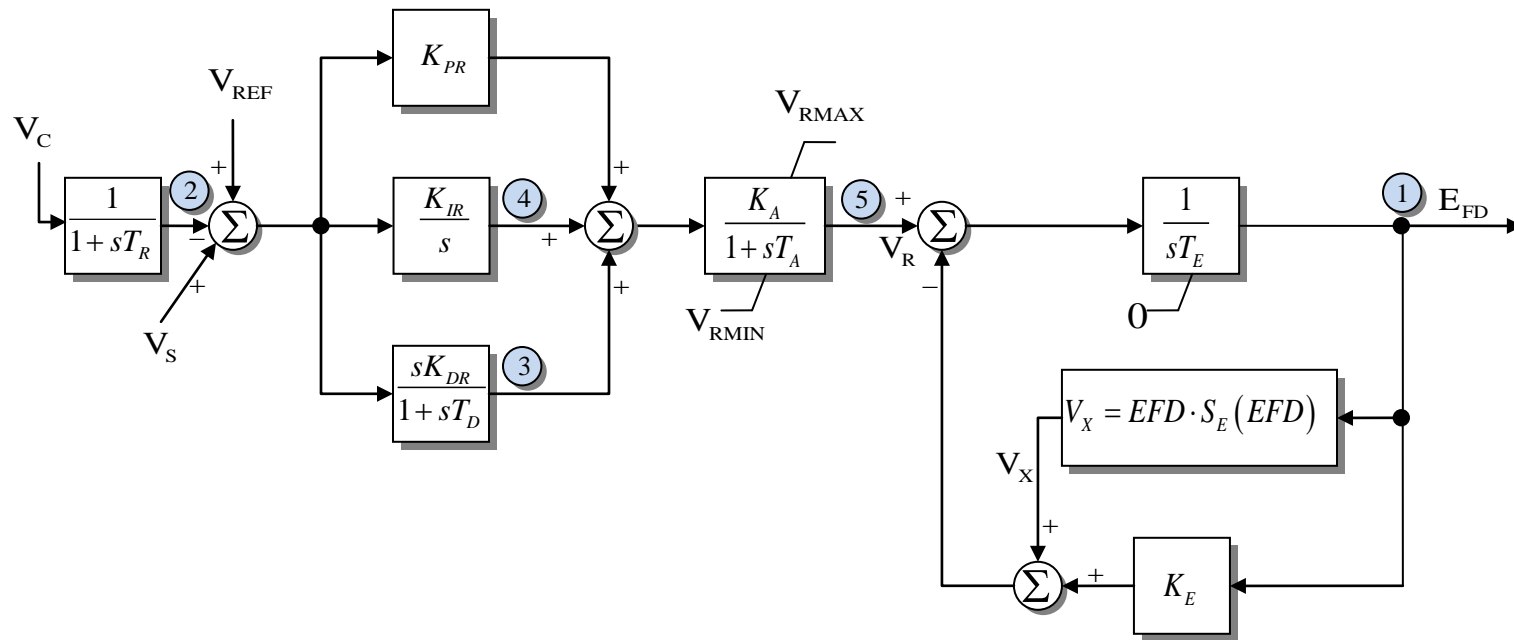 V_C
1
1 + sT_R
2
V_REF
+
−
Σ
+
V_S
K_PR
K_IR
s
4
sK_DR
1 + sT_D
3
+
+
Σ
+
V_RMAX
K_A
1 + sT_A
V_RMIN
5
+
V_R
Σ
−
1
sT_E
0
1
E_FD
V_X = EFD · S_E (EFD)
V_X
+
Σ
+
K_E